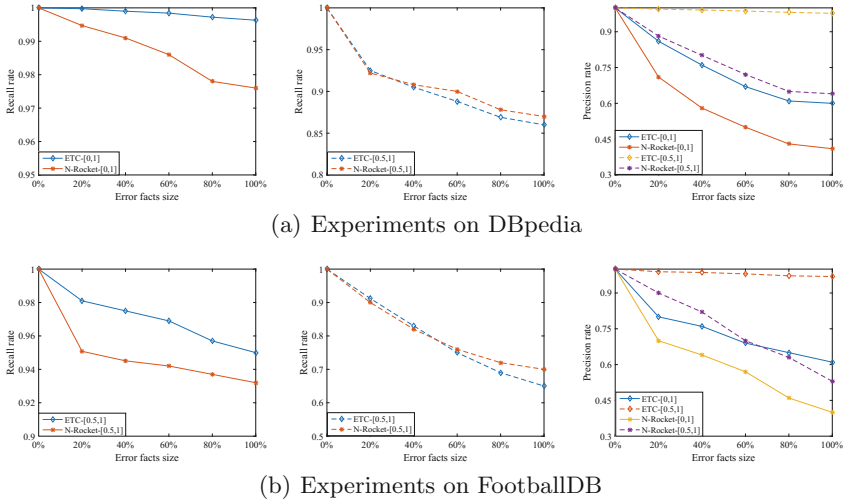 1
0.99
0.98
0.97
0.96
0.95
Recall rate
0% 20% 40% 60% 80% 100%
Error facts size
ETC-[0,1]
N-Rocket-[0,1]
1
0.95
0.9
0.85
0.8
Recall rate
0% 20% 40% 60% 80% 100%
Error facts size
ETC-[0.5,1]
N-Rocket-[0.5,1]
0.9
0.75
0.6
0.45
0.3
Precision rate
0% 20% 40% 60% 80% 100%
Error facts size
ETC-[0,1]
N-Rocket-[0,1]
ETC-[0.5,1]
N-Rocket-[0.5,1]
(a) Experiments on DBpedia
1
0.98
0.96
0.94
0.92
0.9
Recall rate
0% 20% 40% 60% 80% 100%
Error facts size
ETC-[0.5,1]
N-Rocket-[0.5,1]
1
0.9
0.8
0.7
0.6
0.5
Recall rate
0% 20% 40% 60% 80% 100%
Error facts size
ETC-[0.5,1]
N-Rocket-[0.5,1]
0.9
0.75
0.6
0.45
0.3
Precision rate
0% 20% 40% 60% 80% 100%
Error facts size
ETC-[0,1]
ETC-[0.5,1]
N-Rocket-[0,1]
N-Rocket-[0.5,1]
(b) Experiments on FootballDB